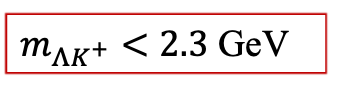 m_{ΛK⁺} < 2.3 GeV